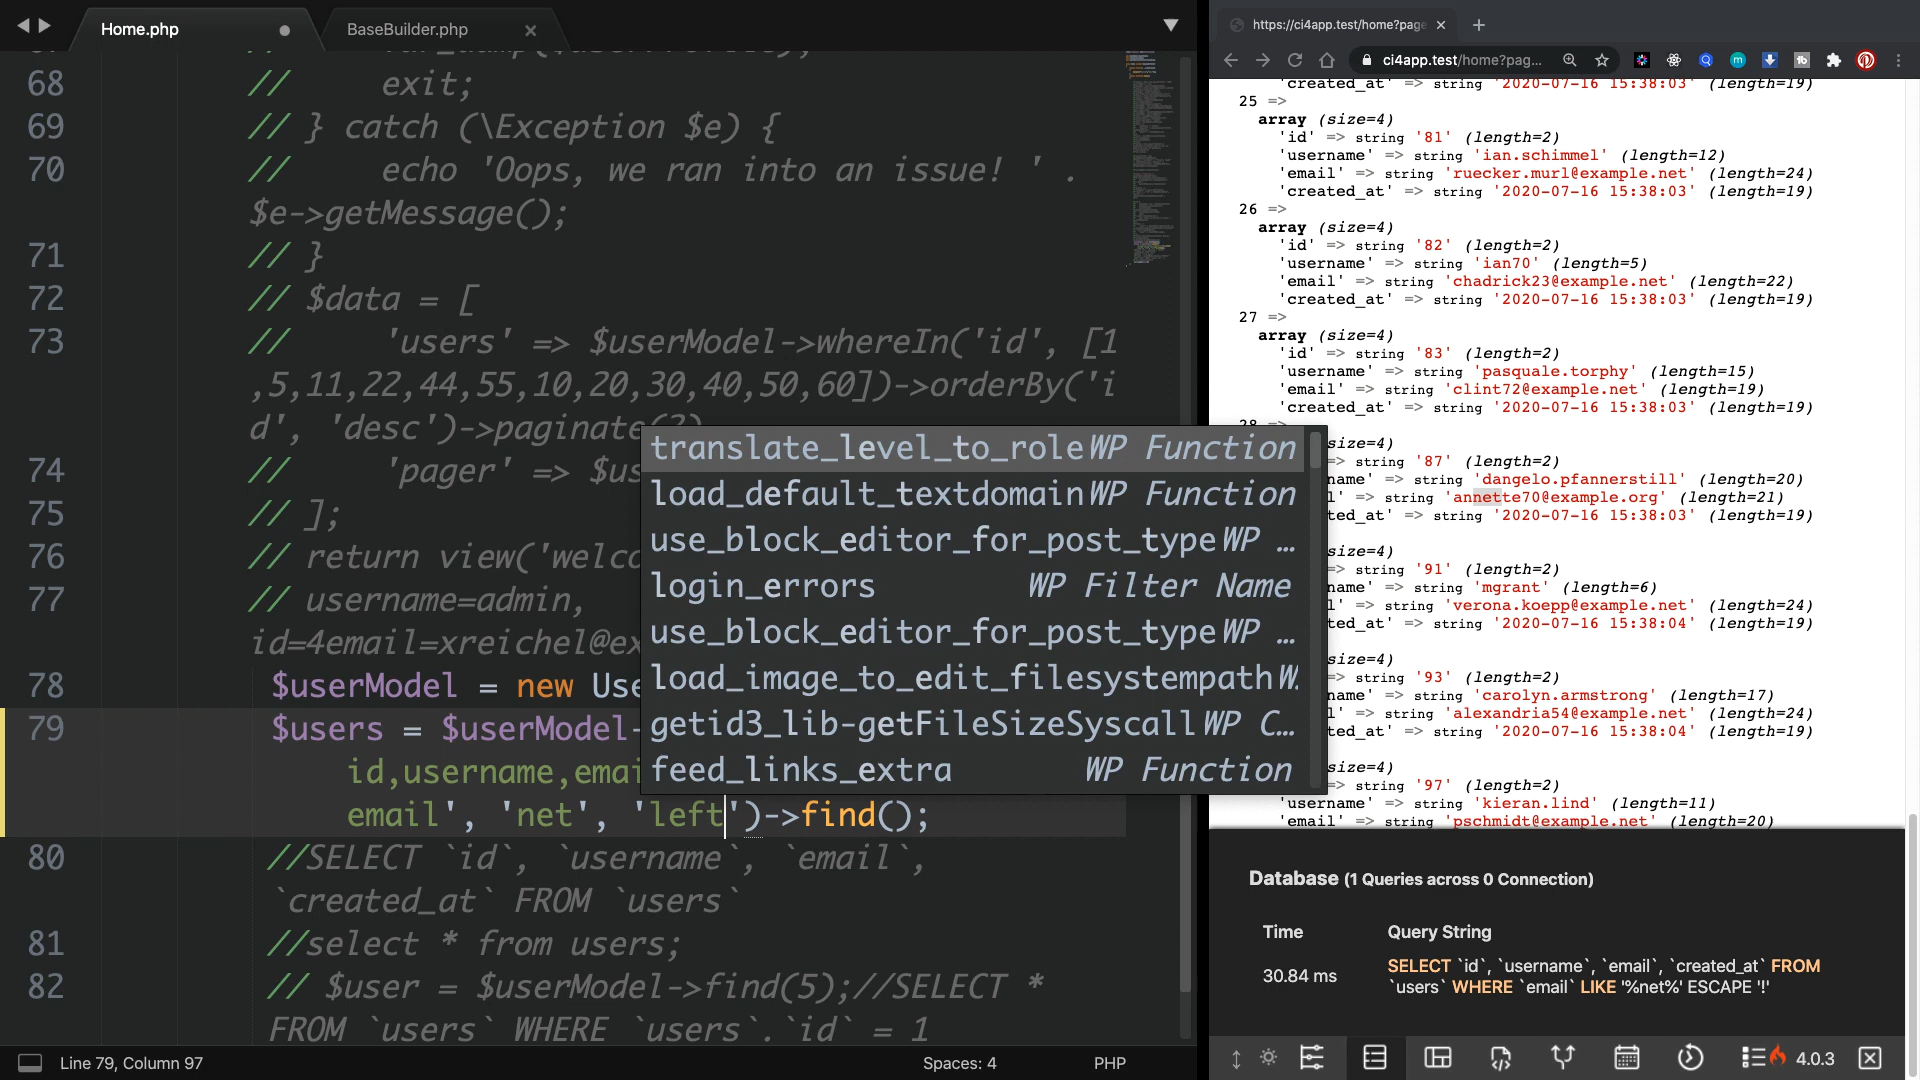 Home.php
BaseBuilder.php
68 // exit;
69 // } catch (\Exception $e) {
70 // echo 'Oops, we ran into an issue! ' .
$e->getMessage();
71 // }
72 // $data = [
73 // 'users' => $userModel->whereIn('id', [1
,5,11,22,44,55,10,20,30,40,50,60])->orderBy('i
d', 'desc')->paginate(
74 // 'pager' => $us
75 // ];
76 // return view('welco
77 // username=admin,
id=4email=xreichel@ex
78 $userModel = new Use
79 $users = $userModel-
id,username,emai
email', 'net', 'left')->find();
80 //SELECT `id`, `username`, `email`,
`created_at` FROM `users`
81 //select * from users;
82 // $user = $userModel->find(5);//SELECT *
FROM `users` WHERE `users`.`id` = 1
translate_level_to_role WP Function
load_default_textdomain WP Function
use_block_editor_for_post_type WP …
login_errors WP Filter Name
use_block_editor_for_post_type WP …
load_image_to_edit_filesystempath W
getid3_lib-getFileSizeSyscall WP C…
feed_links_extra WP Function
Line 79, Column 97
Spaces: 4
PHP
https://ci4app.test/home?page
ci4app.test/home?pag...
'created_at' => string '2020-07-16 15:38:03' (length=19)
25 =>
array (size=4)
'id' => string '81' (length=2)
'username' => string 'ian.schimmel' (length=12)
'email' => string 'ruecker.murl@example.net' (length=24)
'created_at' => string '2020-07-16 15:38:03' (length=19)
26 =>
array (size=4)
'id' => string '82' (length=2)
'username' => string 'ian70' (length=5)
'email' => string 'chadrick23@example.net' (length=22)
'created_at' => string '2020-07-16 15:38:03' (length=19)
27 =>
array (size=4)
'id' => string '83' (length=2)
'username' => string 'pasquale.torphy' (length=15)
'email' => string 'clint72@example.net' (length=19)
'created_at' => string '2020-07-16 15:38:03' (length=19)
28 =>
size=4)
=> string '87' (length=2)
name' => string 'dangelo.pfannerstill' (length=20)
l' => string 'annette70@example.org' (length=21)
ted_at' => string '2020-07-16 15:38:03' (length=19)
size=4)
=> string '91' (length=2)
name' => string 'mgrant' (length=6)
l' => string 'verona.koepp@example.net' (length=24)
ted_at' => string '2020-07-16 15:38:04' (length=19)
size=4)
=> string '93' (length=2)
name' => string 'carolyn.armstrong' (length=17)
l' => string 'alexandria54@example.net' (length=24)
ted_at' => string '2020-07-16 15:38:04' (length=19)
size=4)
=> string '97' (length=2)
'username' => string 'kieran.lind' (length=11)
'email' => string 'pschmidt@example.net' (length=20)
Database (1 Queries across 0 Connection)
Time Query String
30.84 ms
SELECT `id`, `username`, `email`, `created_at` FROM
`users` WHERE `email` LIKE '%net%' ESCAPE '!'
4.0.3